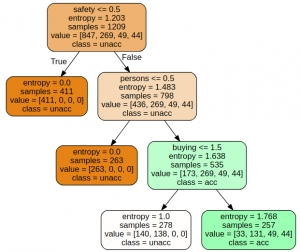 safety <= 0.5
entropy = 1.203
samples = 1209
value = [847, 269, 49, 44]
class = unacc
True
False
entropy = 0.0
samples = 411
value = [411, 0, 0, 0]
class = unacc
persons <= 0.5
entropy = 1.483
samples = 798
value = [436, 269, 49, 44]
class = unacc
entropy = 0.0
samples = 263
value = [263, 0, 0, 0]
class = unacc
buying <= 1.5
entropy = 1.638
samples = 535
value = [173, 269, 49, 44]
class = acc
entropy = 1.0
samples = 278
value = [140, 138, 0, 0]
class = unacc
entropy = 1.768
samples = 257
value = [33, 131, 49, 44]
class = acc